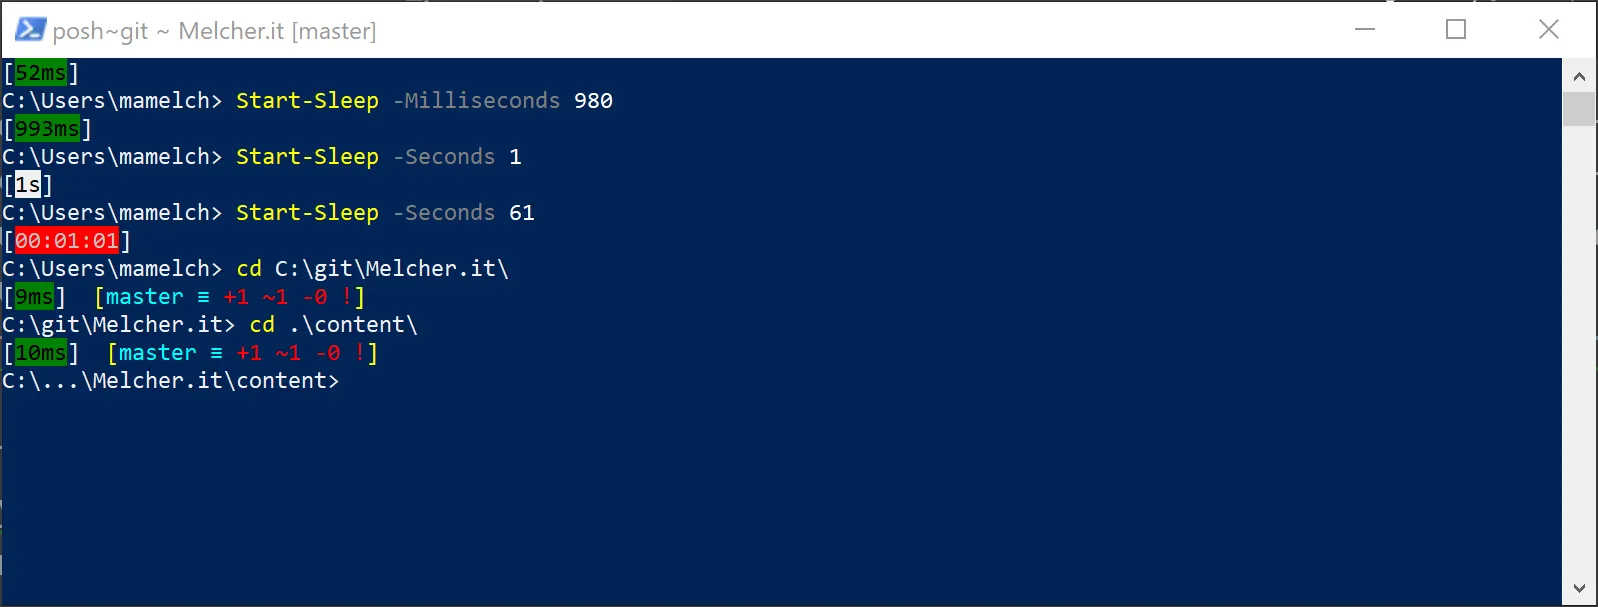 posh~git ~ Melcher.it [master]
[52ms]
C:\Users\mamelch> Start-Sleep -Milliseconds 980
[993ms]
C:\Users\mamelch> Start-Sleep -Seconds 1
[1s]
C:\Users\mamelch> Start-Sleep -Seconds 61
[00:01:01]
C:\Users\mamelch> cd C:\git\Melcher.it\
[9ms]  [master ≡ +1 ~1 -0 !]
C:\git\Melcher.it> cd .\content\
[10ms]  [master ≡ +1 ~1 -0 !]
C:\...\Melcher.it\content>